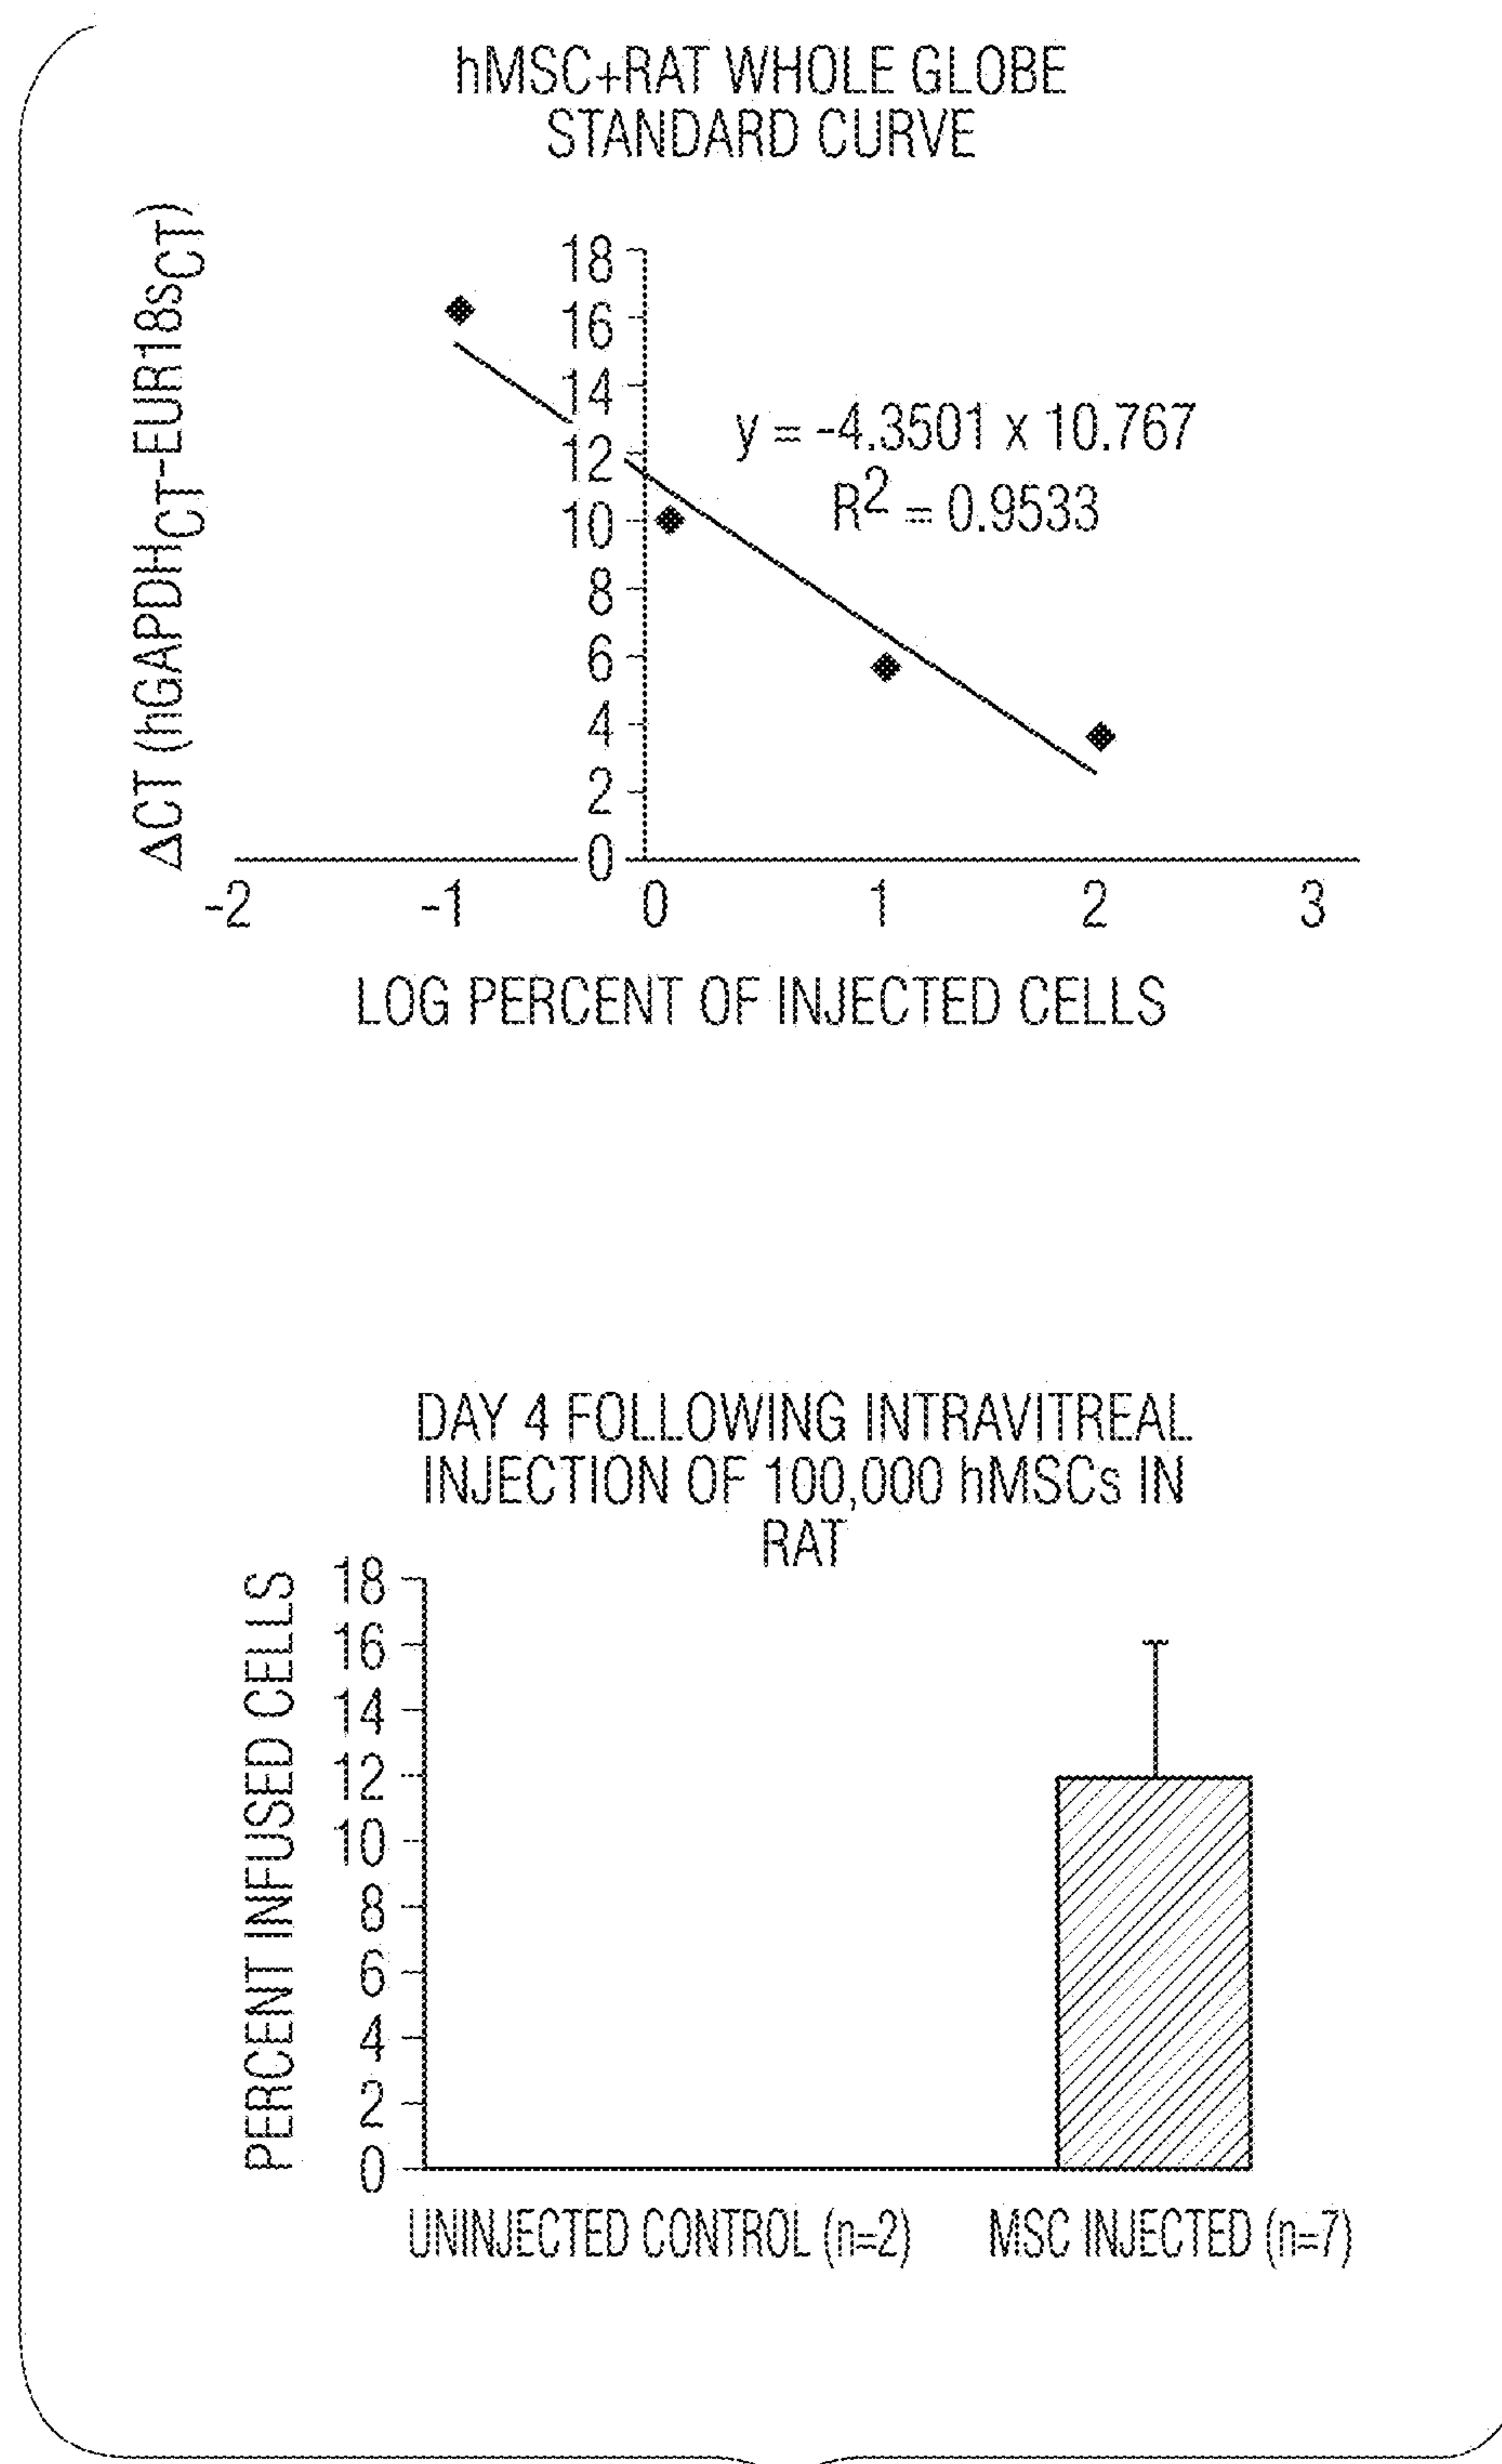 hMSC+RAT WHOLE GLOBE
STANDARD CURVE
ΔCT (hGAPDHCT-EUR18sCT)
18
16
14
12
10
8
6
4
2
0
y = -4.3501 x 10.767
R2 = 0.9533
-2 -1 0 1 2 3
LOG PERCENT OF INJECTED CELLS
DAY 4 FOLLOWING INTRAVITREAL
INJECTION OF 100,000 hMSCs IN
RAT
PERCENT INFUSED CELLS
18
16
14
12
10
8
6
4
2
0
UNINJECTED CONTROL (n=2) MSC INJECTED (n=7)